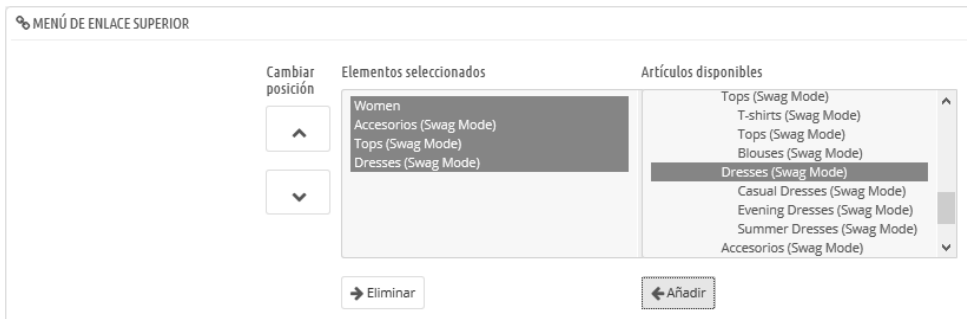 MENÚ DE ENLACE SUPERIOR
Cambiar
posición
Elementos seleccionados
Women
Accesorios (Swag Mode)
Tops (Swag Mode)
Dresses (Swag Mode)
Eliminar
Artículos disponibles
Tops (Swag Mode)
T-shirts (Swag Mode)
Tops (Swag Mode)
Blouses (Swag Mode)
Dresses (Swag Mode)
Casual Dresses (Swag Mode)
Evening Dresses (Swag Mode)
Summer Dresses (Swag Mode)
Accesorios (Swag Mode)
Añadir